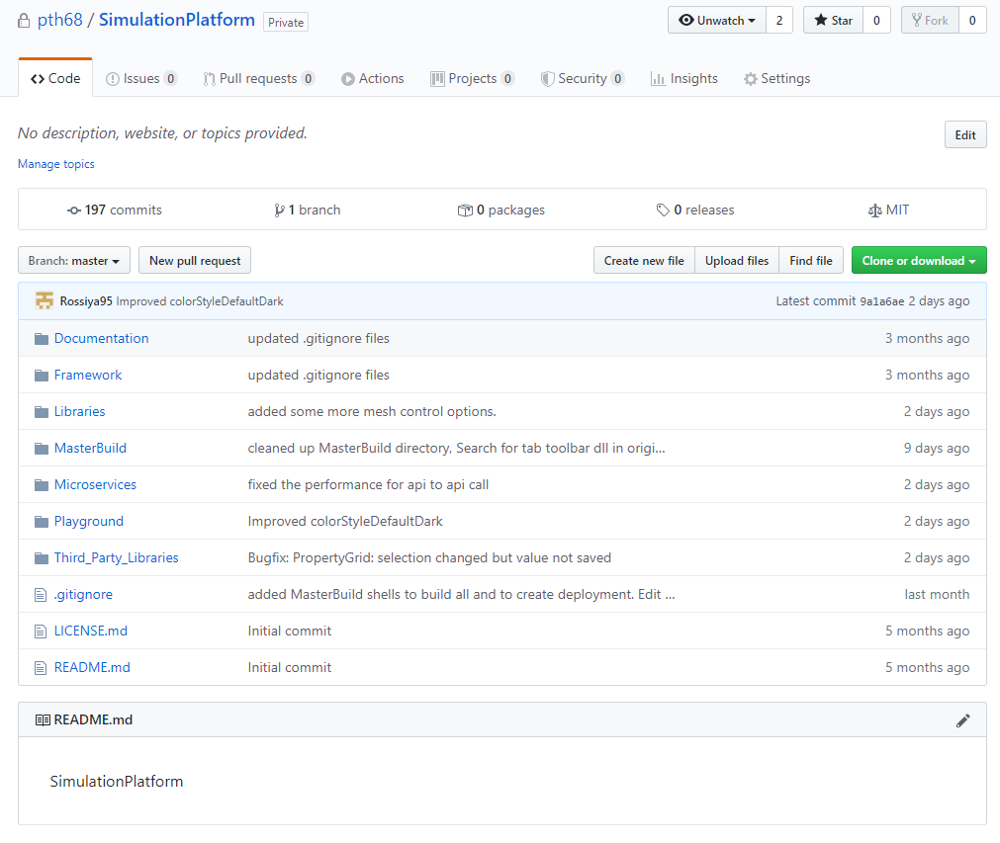 pth68 / SimulationPlatform Private Unwatch 2 Star 0 Fork 0
Code Issues 0 Pull requests 0 Actions Projects 0 Security 0 Insights Settings
No description, website, or topics provided. Edit
Manage topics
197 commits 1 branch 0 packages 0 releases MIT
Branch: master New pull request Create new file Upload files Find file Clone or download
Rossiya95 Improved colorStyleDefaultDark Latest commit 9a1a6ae 2 days ago
Documentation updated .gitignore files 3 months ago
Framework updated .gitignore files 3 months ago
Libraries added some more mesh control options. 2 days ago
MasterBuild cleaned up MasterBuild directory, Search for tab toolbar dll in origi... 9 days ago
Microservices fixed the performance for api to api call 2 days ago
Playground Improved colorStyleDefaultDark 2 days ago
Third_Party_Libraries Bugfix: PropertyGrid: selection changed but value not saved 2 days ago
.gitignore added MasterBuild shells to build all and to create deployment. Edit ... last month
LICENSE.md Initial commit 5 months ago
README.md Initial commit 5 months ago
README.md
SimulationPlatform